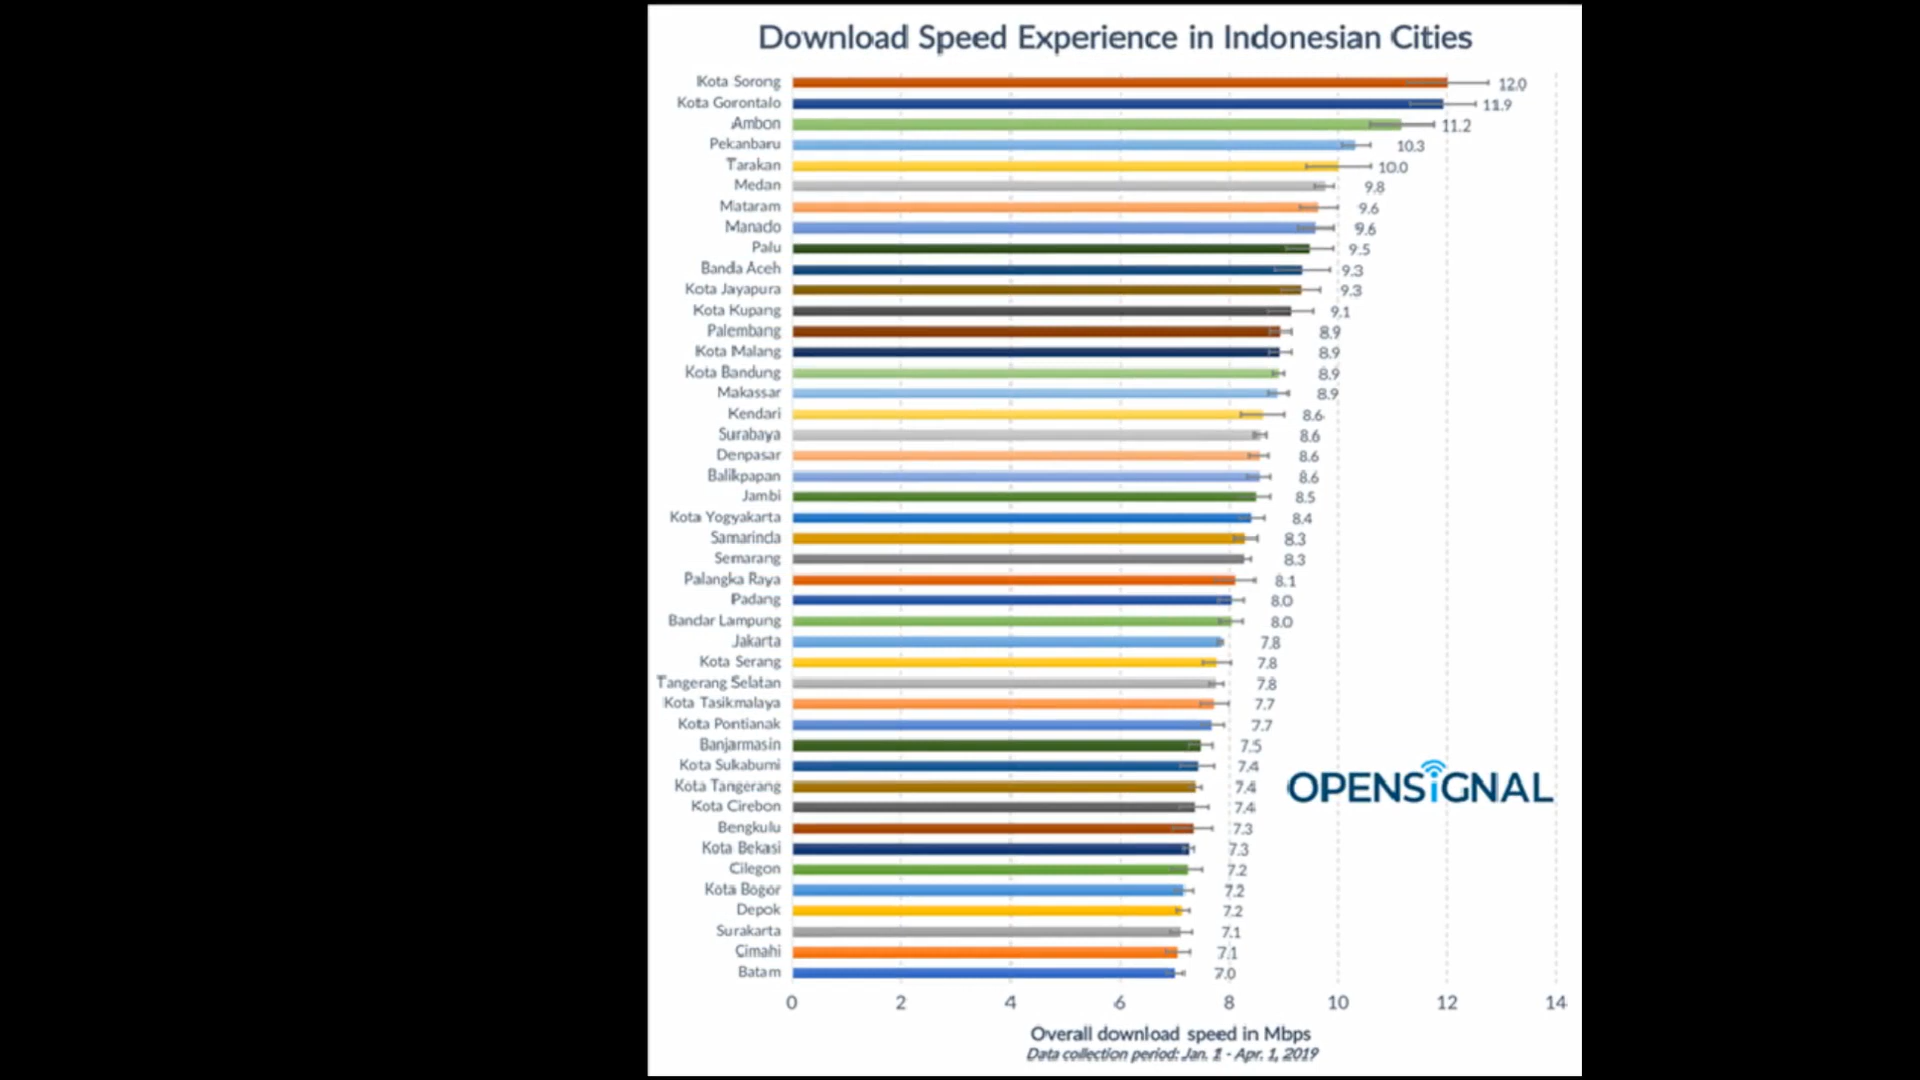 Download Speed Experience in Indonesian Cities
Kota Sorong 12.0
Kota Gorontalo 11.9
Ambon 11.2
Pekanbaru 10.3
Tarakan 10.0
Medan 9.8
Mataram 9.6
Manado 9.6
Palu 9.5
Banda Aceh 9.3
Kota Jayapura 9.3
Kota Kupang 9.1
Palembang 8.9
Kota Malang 8.9
Kota Bandung 8.9
Makassar 8.9
Kendari 8.6
Surabaya 8.6
Denpasar 8.6
Balikpapan 8.6
Jambi 8.5
Kota Yogyakarta 8.4
Samarinda 8.3
Semarang 8.3
Palangka Raya 8.1
Padang 8.0
Bandar Lampung 8.0
Jakarta 7.8
Kota Serang 7.8
Tangerang Selatan 7.8
Kota Tasikmalaya 7.7
Kota Pontianak 7.7
Banjarmasin 7.5
Kota Sukabumi 7.4
Kota Tangerang 7.4
OPENSIGNAL
Kota Cirebon 7.4
Bengkulu 7.3
Kota Bekasi 7.3
Cilegon 7.2
Kota Bogor 7.2
Depok 7.2
Surakarta 7.1
Cimahi 7.1
Batam 7.0
0 2 4 6 8 10 12 14
Overall download speed in Mbps
Data collection period: Jan. 1 - Apr. 1, 2019